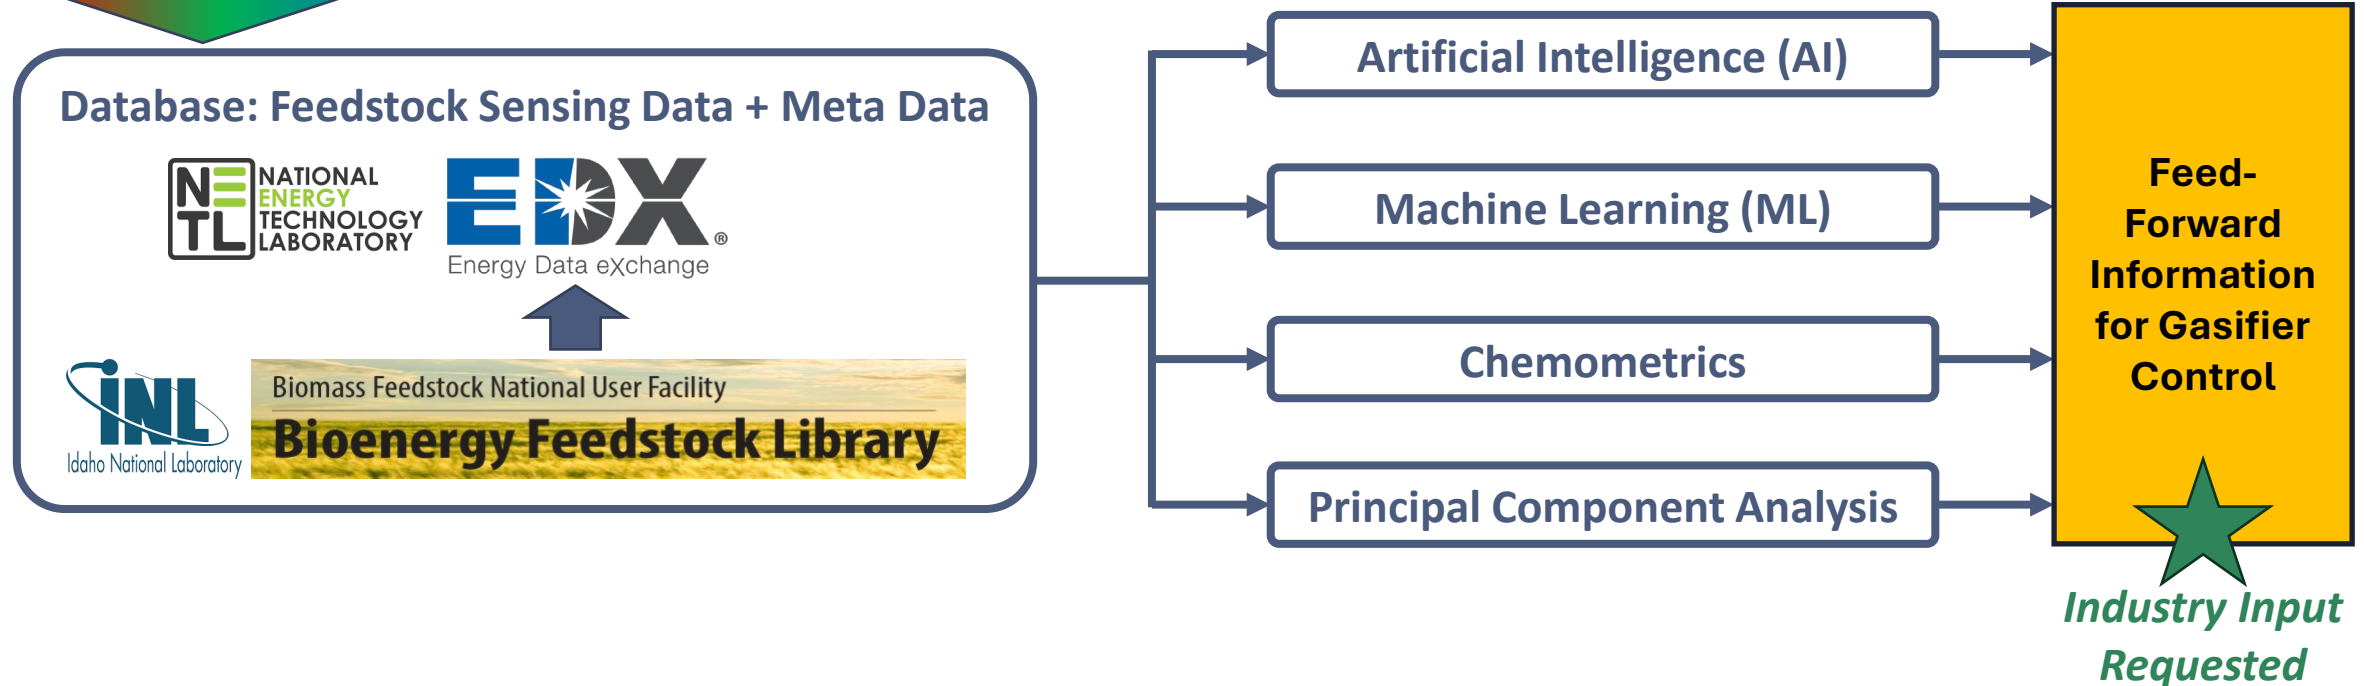 Database: Feedstock Sensing Data + Meta Data
NE
TL
NATIONAL
ENERGY
TECHNOLOGY
LABORATORY
EDX®
Energy Data eXchange
INL
Idaho National Laboratory
Biomass Feedstock National User Facility
Bioenergy Feedstock Library
Artificial Intelligence (AI)
Machine Learning (ML)
Chemometrics
Principal Component Analysis
Feed-
Forward
Information
for Gasifier
Control
Industry Input
Requested